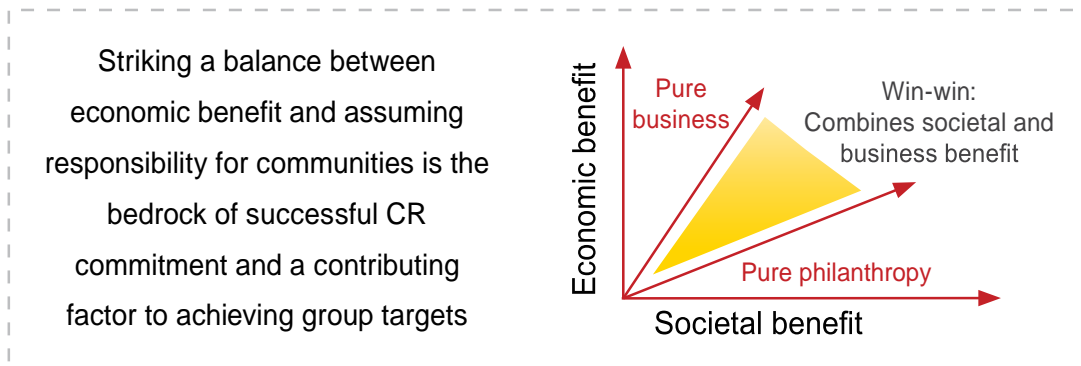 Striking a balance between
economic benefit and assuming
responsibility for communities is the
bedrock of successful CR
commitment and a contributing
factor to achieving group targets
Economic benefit
Pure
business
Win-win:
Combines societal and
business benefit
Pure philanthropy
Societal benefit